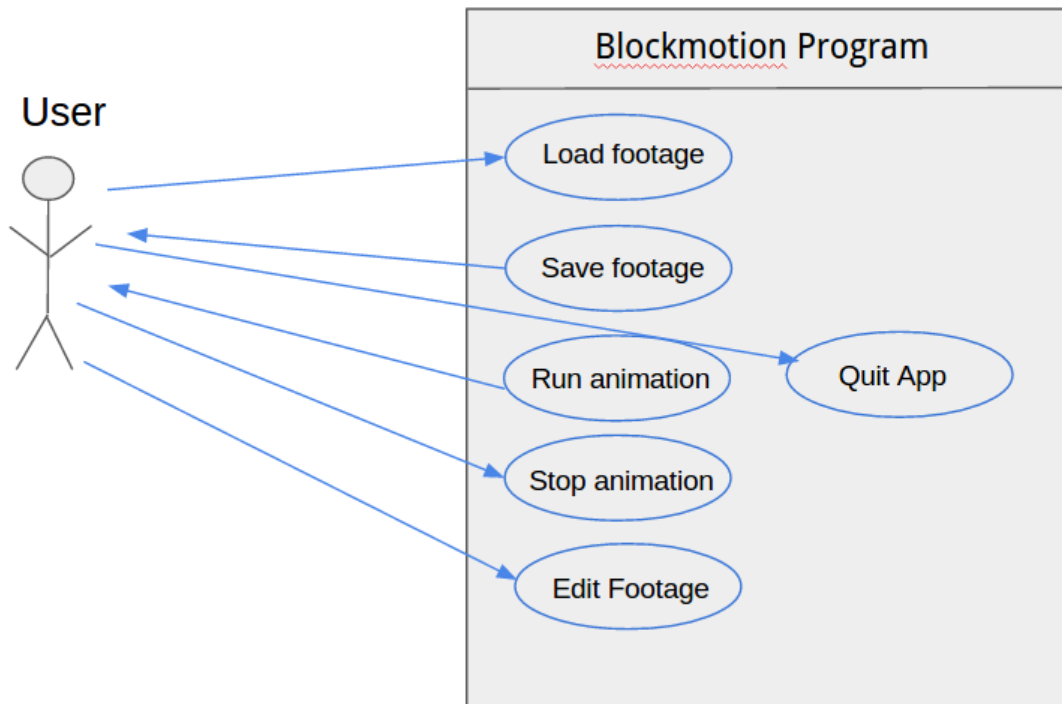 Blockmotion Program
User
Load footage
Save footage
Run animation
Quit App
Stop animation
Edit Footage